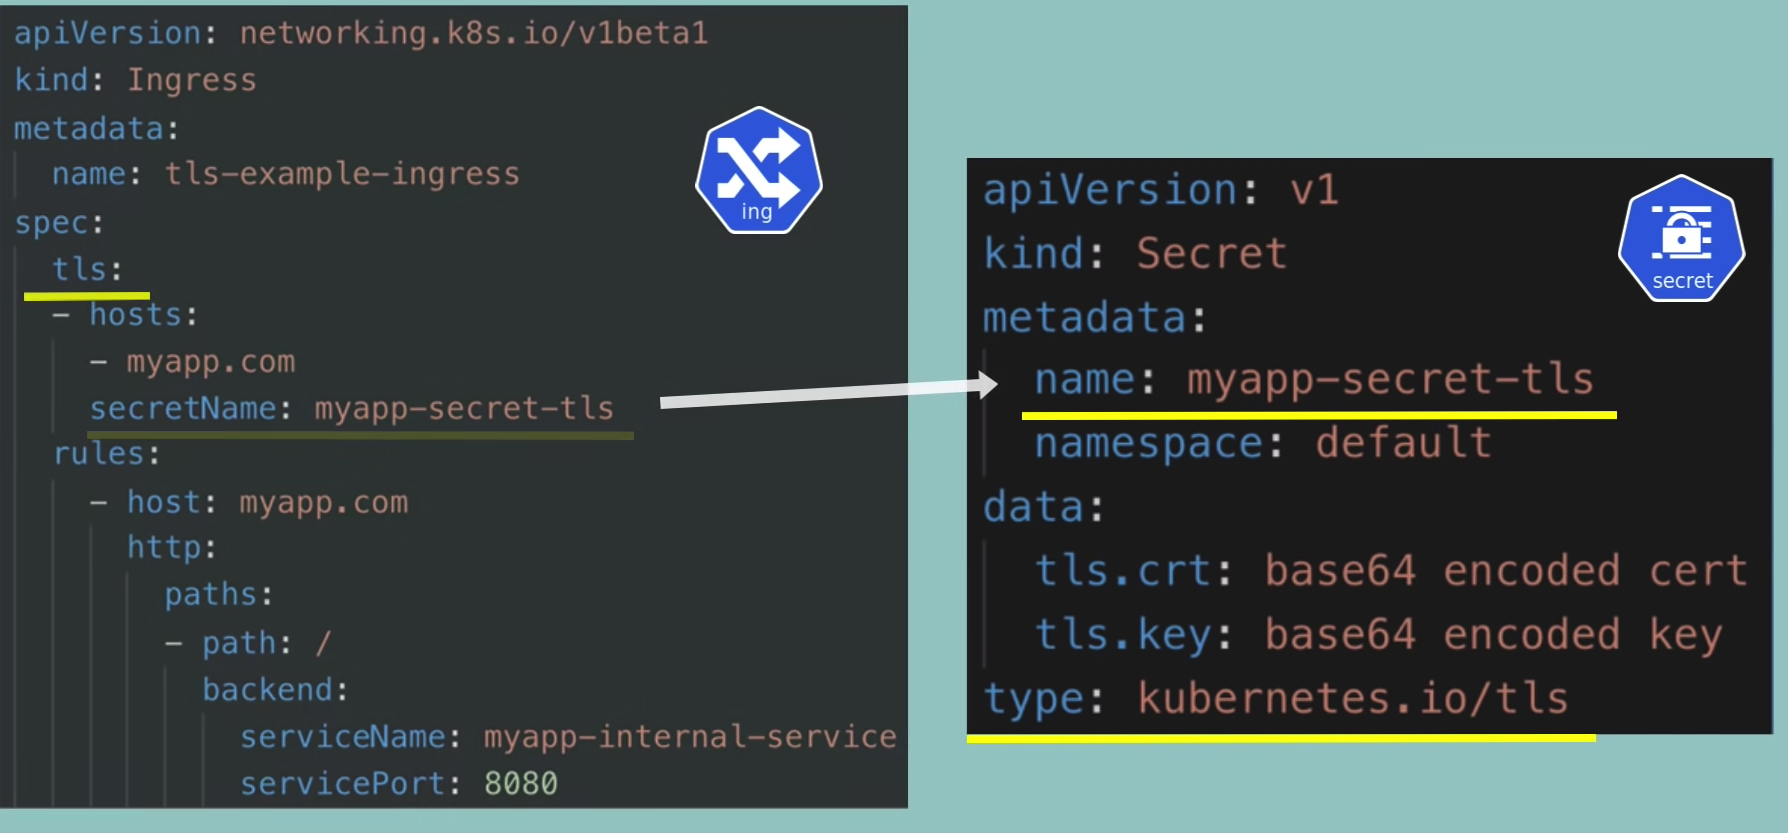 apiVersion: networking.k8s.io/v1beta1
kind: Ingress
metadata:
  name: tls-example-ingress
spec:
  tls:
  - hosts:
    - myapp.com
    secretName: myapp-secret-tls
  rules:
    - host: myapp.com
      http:
        paths:
        - path: /
          backend:
            serviceName: myapp-internal-service
            servicePort: 8080
ing
apiVersion: v1
kind: Secret
metadata:
  name: myapp-secret-tls
  namespace: default
data:
  tls.crt: base64 encoded cert
  tls.key: base64 encoded key
type: kubernetes.io/tls
secret